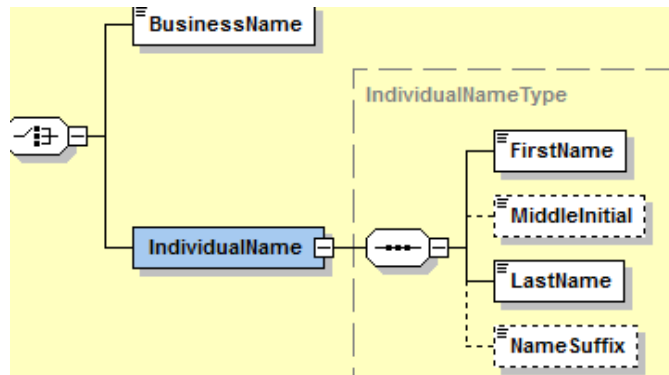 BusinessName
IndividualNameType
FirstName
MiddleInitial
IndividualName
LastName
NameSuffix